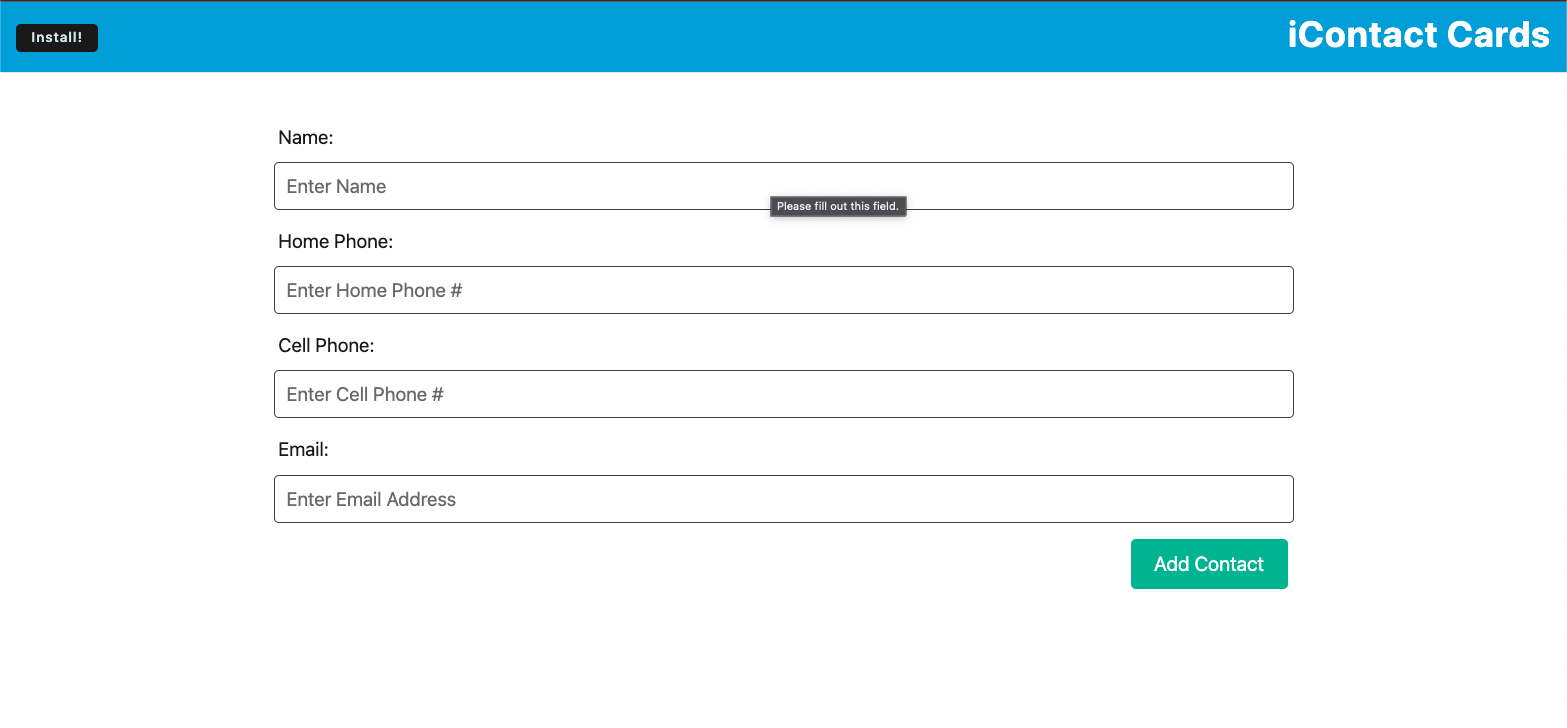 Install!
iContact Cards
Name:
Enter Name
Please fill out this field.
Home Phone:
Enter Home Phone #
Cell Phone:
Enter Cell Phone #
Email:
Enter Email Address
Add Contact